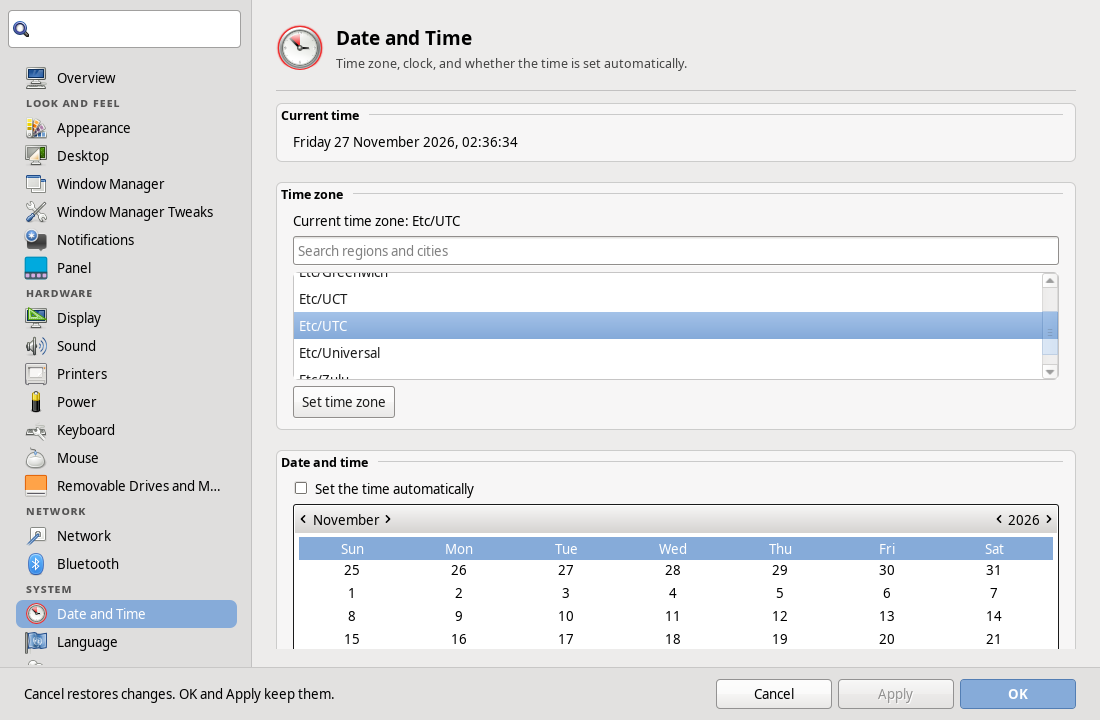 Overview
LOOK AND FEEL
Appearance
Desktop
Window Manager
Window Manager Tweaks
Notifications
Panel
HARDWARE
Display
Sound
Printers
Power
Keyboard
Mouse
Removable Drives and M...
NETWORK
Network
Bluetooth
SYSTEM
Date and Time
Language
Date and Time
Time zone, clock, and whether the time is set automatically.
Current time
Friday 27 November 2026, 02:36:34
Time zone
Current time zone: Etc/UTC
Search regions and cities
Etc/Greenwich
Etc/UCT
Etc/UTC
Etc/Universal
Etc/Zulu
Set time zone
Date and time
Set the time automatically
November 2026
Sun Mon Tue Wed Thu Fri Sat
25 26 27 28 29 30 31
1 2 3 4 5 6 7
8 9 10 11 12 13 14
15 16 17 18 19 20 21
Cancel restores changes. OK and Apply keep them.
Cancel Apply OK